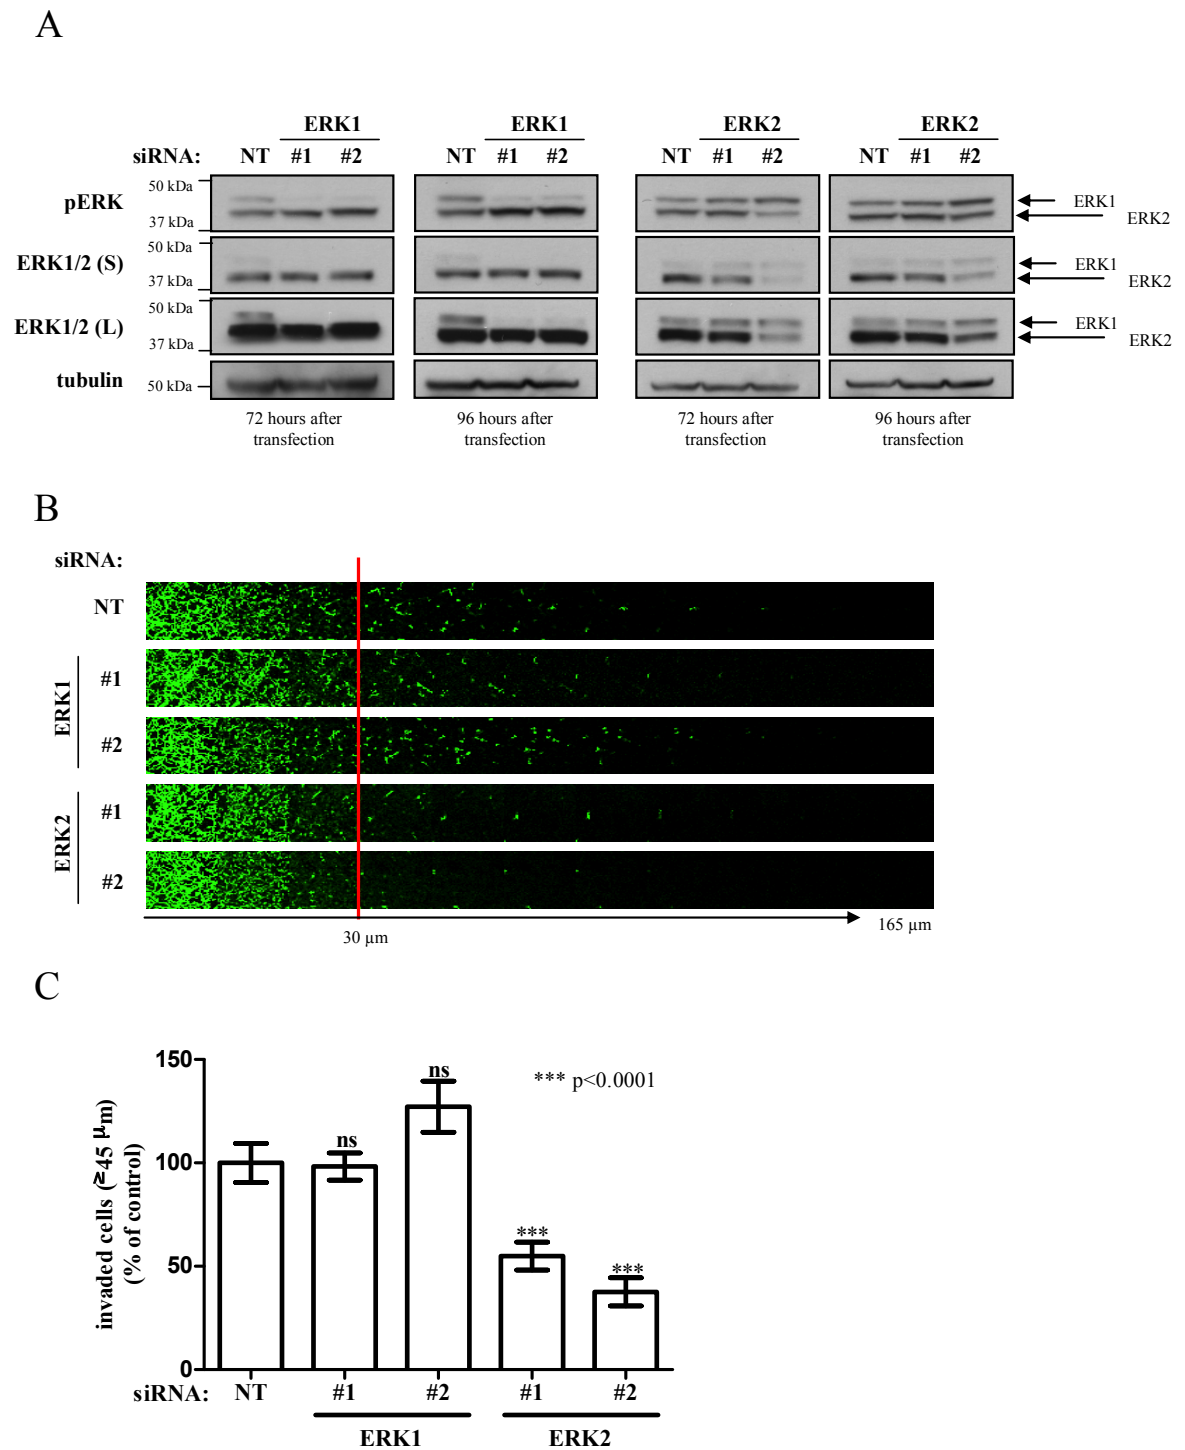 A
ERK1 ERK1 ERK2 ERK2
siRNA: NT #1 #2 NT #1 #2 NT #1 #2 NT #1 #2
pERK 50 kDa 37 kDa ERK1 ERK2
ERK1/2 (S) 50 kDa 37 kDa ERK1 ERK2
ERK1/2 (L) 50 kDa 37 kDa ERK1 ERK2
tubulin 50 kDa
72 hours after 96 hours after 72 hours after 96 hours after
transfection transfection transfection transfection
B
siRNA:
NT
ERK1 #1
#2
ERK2 #1
#2
30 µm 165 µm
C
invaded cells (≥45 µm)
(% of control)
150
100
50
0
ns
ns
***
***
*** p<0.0001
siRNA: NT #1 #2 #1 #2
ERK1 ERK2